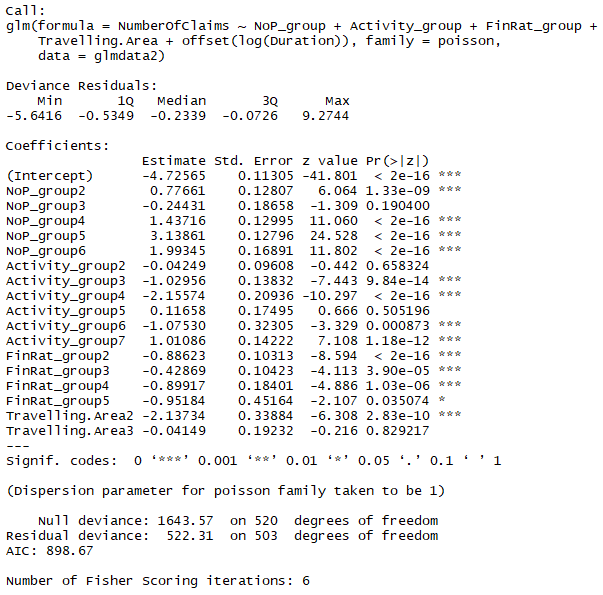 Call:
glm(formula = NumberOfClaims ~ NoP_group + Activity_group + FinRat_group +
    Travelling.Area + offset(log(Duration)), family = poisson,
    data = glmdata2)

Deviance Residuals:
    Min       1Q   Median       3Q      Max
-5.6416  -0.5349  -0.2339  -0.0726   9.2744

Coefficients:
                 Estimate Std. Error z value Pr(>|z|)
(Intercept)      -4.72565    0.11305 -41.801  < 2e-16 ***
NoP_group2        0.77661    0.12807   6.064 1.33e-09 ***
NoP_group3       -0.24431    0.18658  -1.309 0.190400
NoP_group4        1.43716    0.12995  11.060  < 2e-16 ***
NoP_group5        3.13861    0.12796  24.528  < 2e-16 ***
NoP_group6        1.99345    0.16891  11.802  < 2e-16 ***
Activity_group2  -0.04249    0.09608  -0.442 0.658324
Activity_group3  -1.02956    0.13832  -7.443 9.84e-14 ***
Activity_group4  -2.15574    0.20936 -10.297  < 2e-16 ***
Activity_group5   0.11658    0.17495   0.666 0.505196
Activity_group6  -1.07530    0.32305  -3.329 0.000873 ***
Activity_group7   1.01086    0.14222   7.108 1.18e-12 ***
FinRat_group2    -0.88623    0.10313  -8.594  < 2e-16 ***
FinRat_group3    -0.42869    0.10423  -4.113 3.90e-05 ***
FinRat_group4    -0.89917    0.18401  -4.886 1.03e-06 ***
FinRat_group5    -0.95184    0.45164  -2.107 0.035074 *
Travelling.Area2 -2.13734    0.33884  -6.308 2.83e-10 ***
Travelling.Area3 -0.04149    0.19232  -0.216 0.829217
---
Signif. codes:  0 ‘***’ 0.001 ‘**’ 0.01 ‘*’ 0.05 ‘.’ 0.1 ‘ ’ 1

(Dispersion parameter for poisson family taken to be 1)

    Null deviance: 1643.57  on 520  degrees of freedom
Residual deviance:  522.31  on 503  degrees of freedom
AIC: 898.67

Number of Fisher Scoring iterations: 6